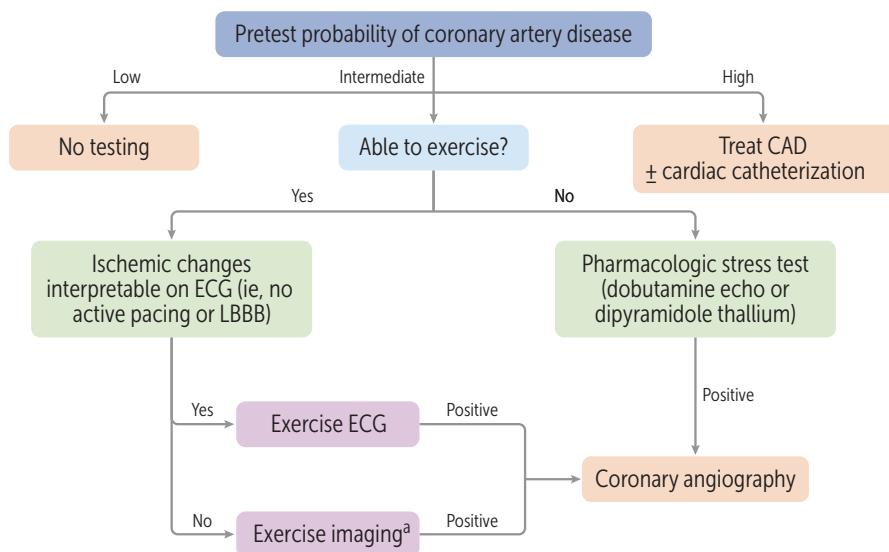 Pretest probability of coronary artery disease
Low
Intermediate
High
No testing
Able to exercise?
Treat CAD
± cardiac catheterization
Yes
No
Ischemic changes
interpretable on ECG (ie, no
active pacing or LBBB)
Pharmacologic stress test
(dobutamine echo or
dipyramidole thallium)
Yes
Exercise ECG
Positive
Positive
Coronary angiography
No
Exercise imagingᵃ
Positive